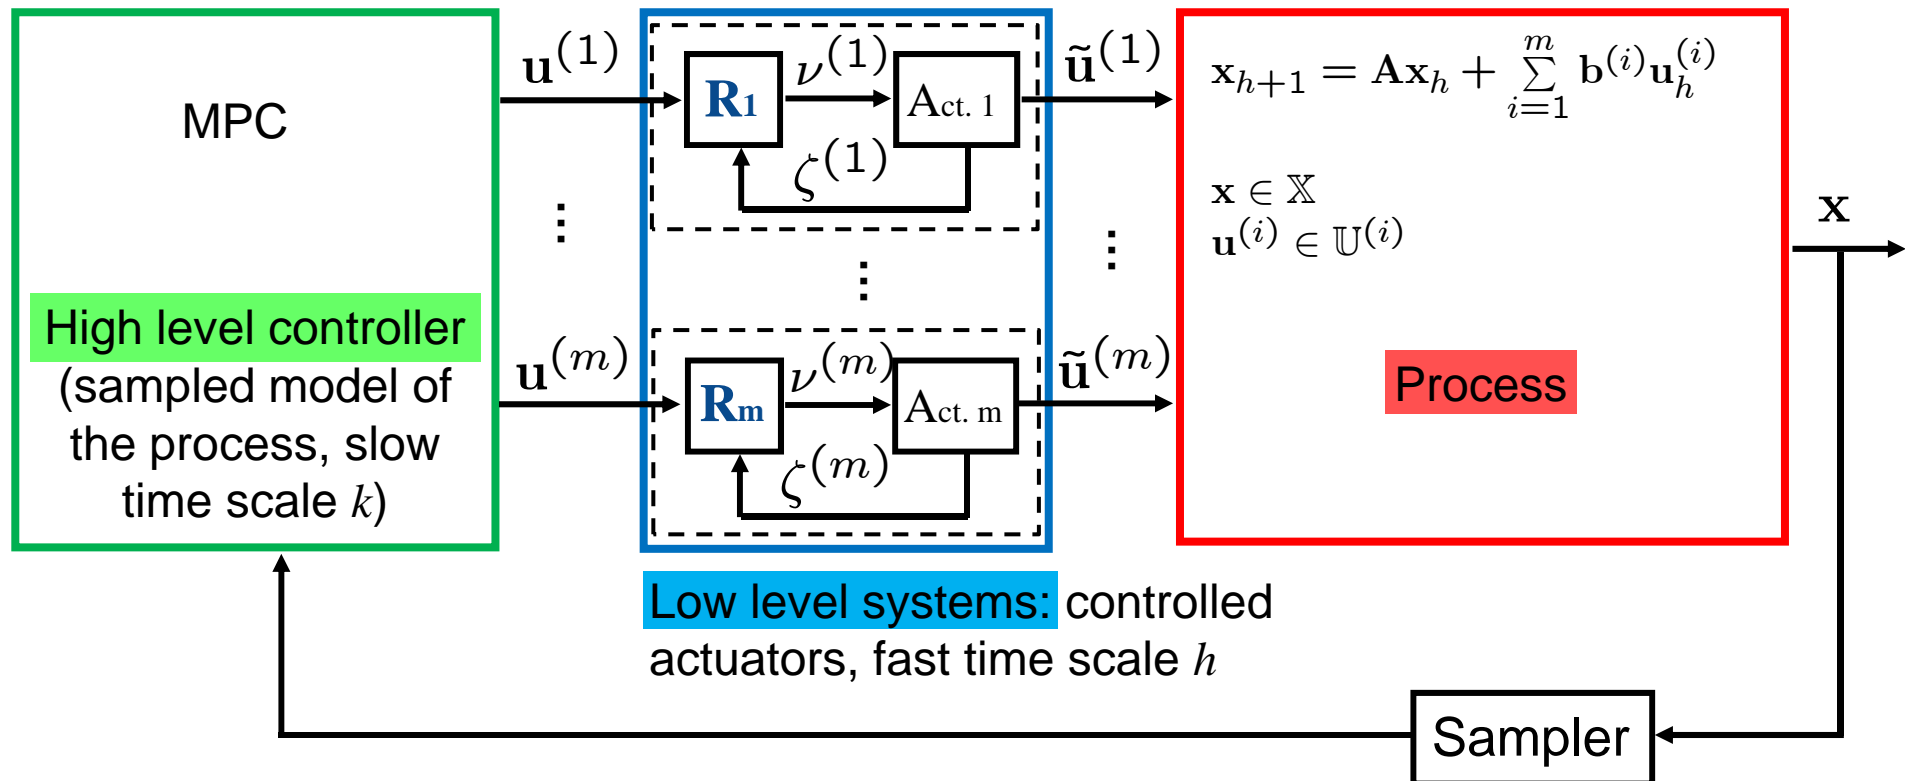 MPC
High level controller
(sampled model of
the process, slow
time scale k)
u^{(1)}
⋮
u^{(m)}
R1
ν^{(1)}
Act. 1
ζ^{(1)}
⋮
Rm
ν^{(m)}
Act. m
ζ^{(m)}
Low level systems: controlled
actuators, fast time scale h
ũ^{(1)}
⋮
ũ^{(m)}
x_{h+1} = Ax_h + \sum_{i=1}^{m} b^{(i)}u_h^{(i)}
x ∈ 𝕏
u^{(i)} ∈ 𝕌^{(i)}
Process
x
Sampler